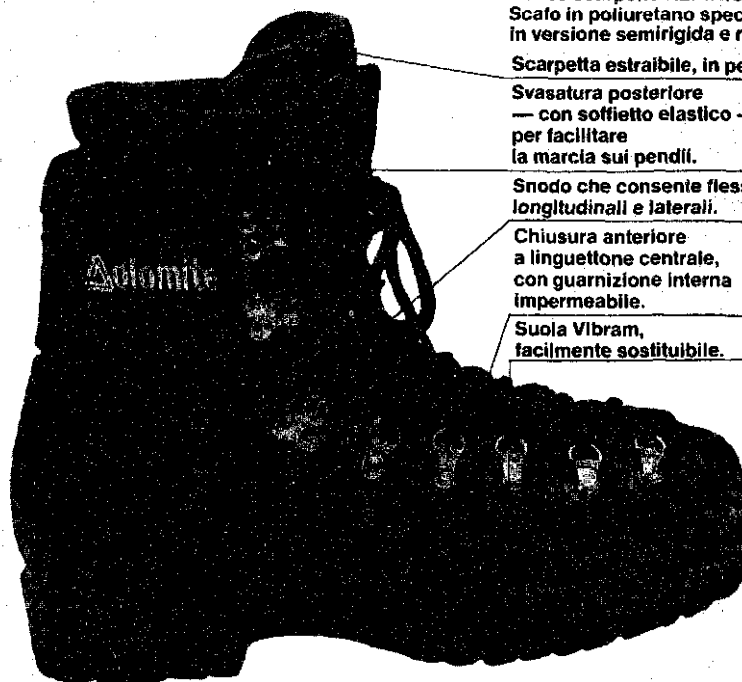 Scafo in poliuretano spec
in versione semirigida e r
Scarpetta estraibile, in pe
Svasatura posteriore
— con soffietto elastico -
per facilitare
la marcia sui pendii.
Snodo che consente fles
longitudinali e laterali.
Chiusura anteriore
a linguettone centrale,
con guarnizione interna
impermeabile.
Suola Vibram,
facilmente sostituibile.
Dolomite